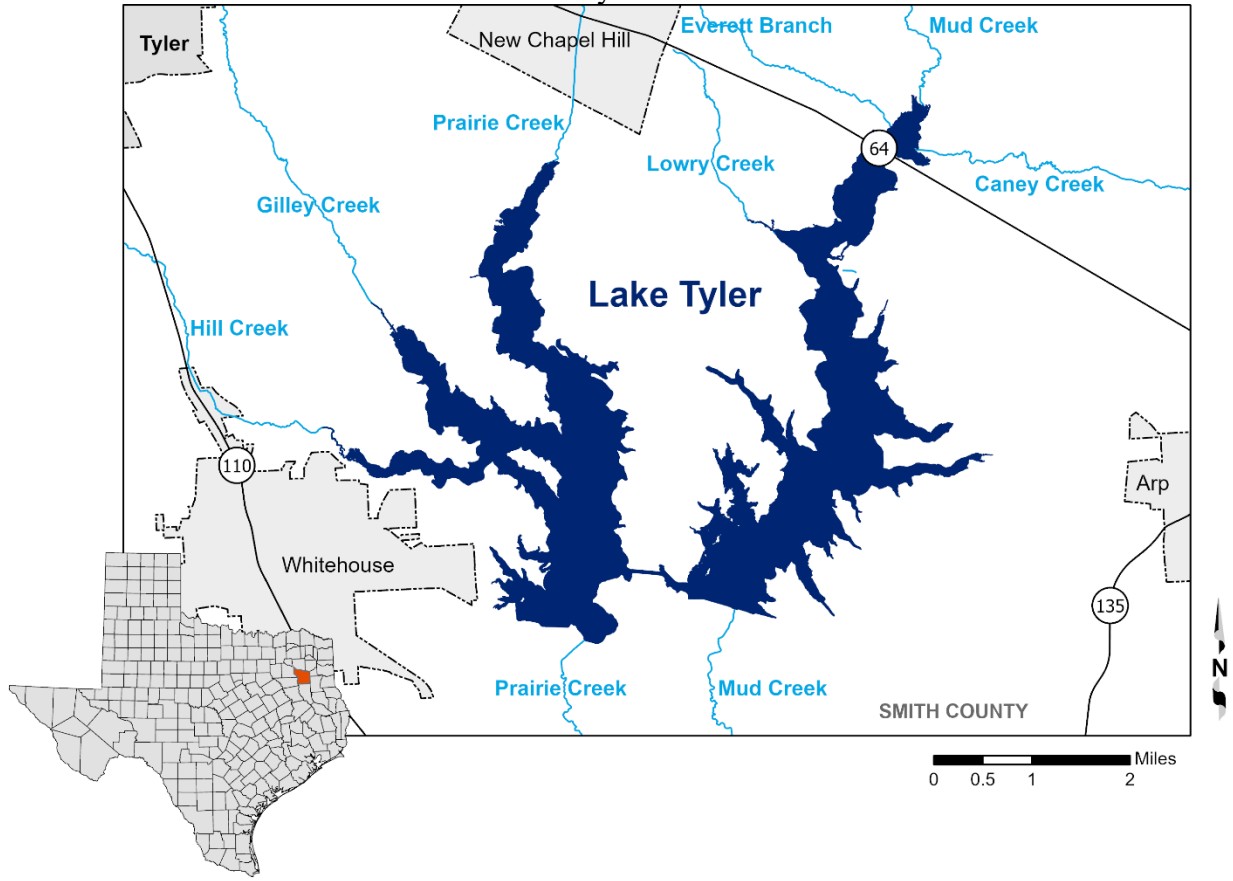 Everett Branch
Mud Creek
Tyler
New Chapel Hill
Prairie Creek
64
Lowry Creek
Caney Creek
Gilley Creek
Lake Tyler
Hill Creek
110
Arp
Whitehouse
135
Prairie Creek
Mud Creek
SMITH COUNTY
N
Miles
0 0.5 1 2